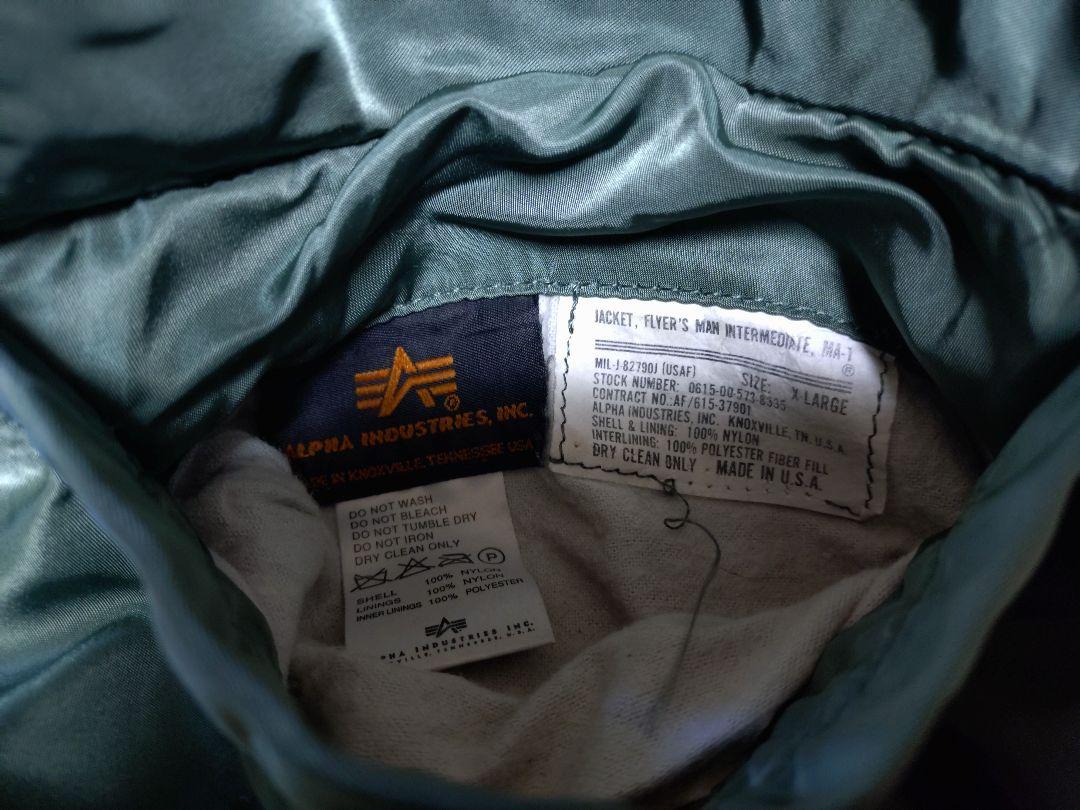 JACKET, FLYER'S MAN INTERMEDIATE, MA-1
®
MIL-J-82790J (USAF)
SIZE: X-LARGE
STOCK NUMBER: 0615-00-573-8335
CONTRACT NO. AF/615-37901
ALPHA INDUSTRIES, INC. KNOXVILLE, TN. U.S.A.
SHELL & LINING: 100% NYLON
INTERLINING: 100% POLYESTER FIBER FILL
DRY CLEAN ONLY MADE IN U.S.A.
®
ALPHA INDUSTRIES, INC.
IN KNOXVILLE, TENNESSEE USA
DO NOT WASH
DO NOT BLEACH
DO NOT TUMBLE DRY
DO NOT IRON
DRY CLEAN ONLY
P
SHELL 100% NYLON
LININGS 100% NYLON
INNER LININGS 100% POLYESTER
INDUSTRIES INC.
TENNESSEE, U.S.A.